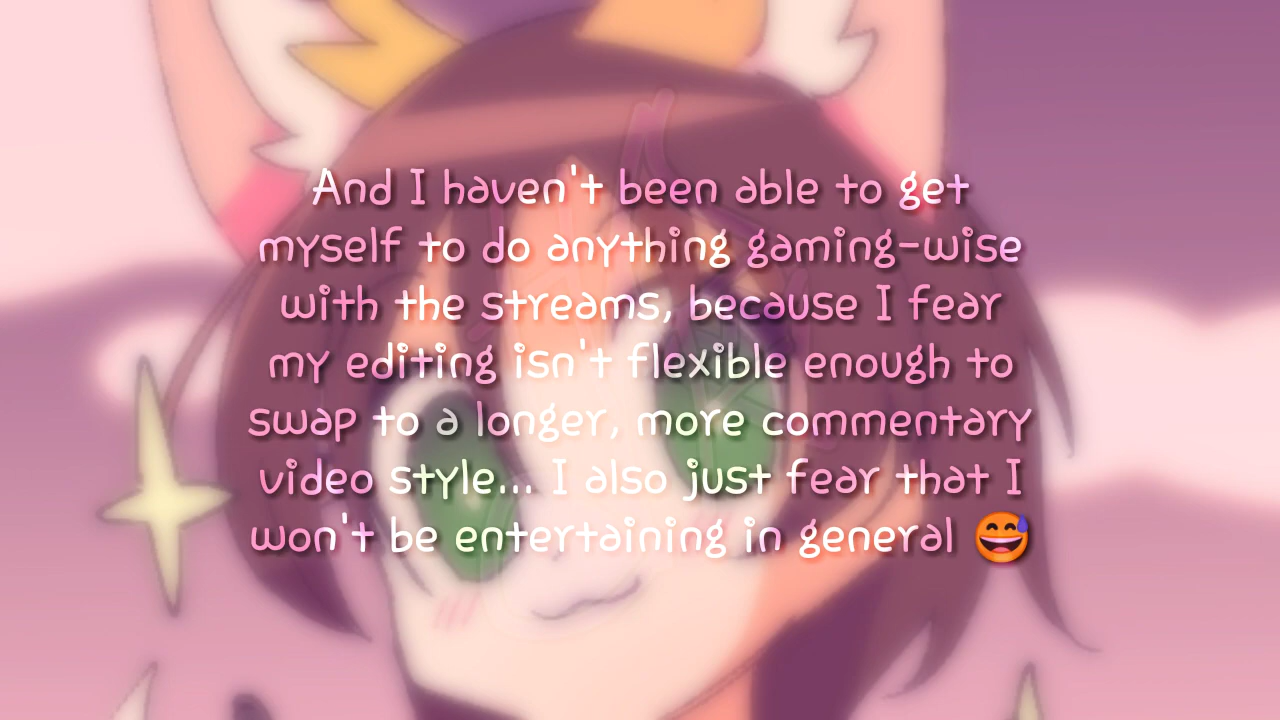 And I haven't been able to get
myself to do anything gaming-wise
with the streams, because I fear
my editing isn't flexible enough to
swap to a longer, more commentary
video style... I also just fear that I
won't be entertaining in general 😅